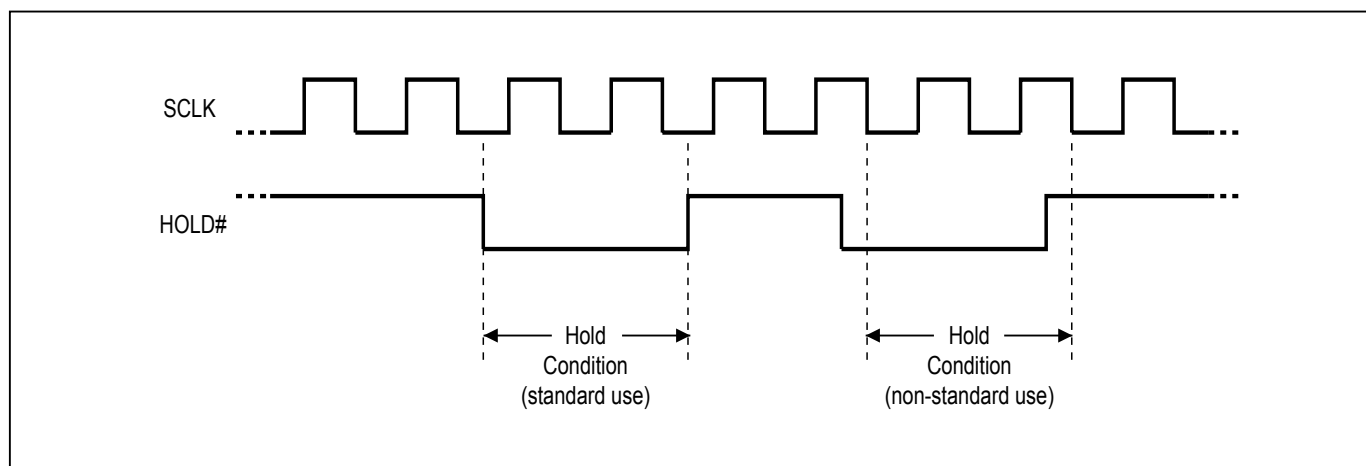 SCLK
HOLD#
Hold
Condition
(standard use)
Hold
Condition
(non-standard use)